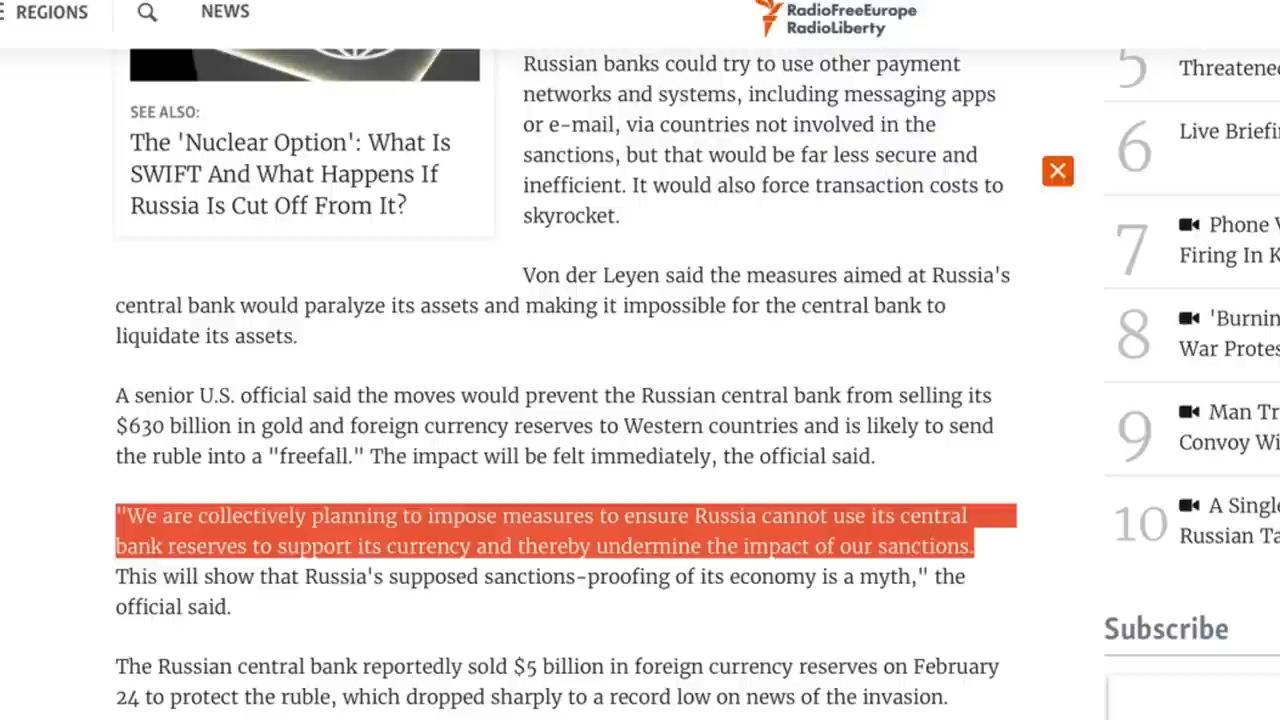 REGIONS
NEWS
RadioFreeEurope
RadioLiberty
SEE ALSO:
The 'Nuclear Option': What Is
SWIFT And What Happens If
Russia Is Cut Off From It?
Russian banks could try to use other payment
networks and systems, including messaging apps
or e-mail, via countries not involved in the
sanctions, but that would be far less secure and
inefficient. It would also force transaction costs to
skyrocket.
Von der Leyen said the measures aimed at Russia's
central bank would paralyze its assets and making it impossible for the central bank to
liquidate its assets.
A senior U.S. official said the moves would prevent the Russian central bank from selling its
$630 billion in gold and foreign currency reserves to Western countries and is likely to send
the ruble into a "freefall." The impact will be felt immediately, the official said.
"We are collectively planning to impose measures to ensure Russia cannot use its central
bank reserves to support its currency and thereby undermine the impact of our sanctions.
This will show that Russia's supposed sanctions-proofing of its economy is a myth," the
official said.
The Russian central bank reportedly sold $5 billion in foreign currency reserves on February
24 to protect the ruble, which dropped sharply to a record low on news of the invasion.
5
Threatene
6
Live Briefi
7
Phone V
Firing In K
8
'Burnin
War Protes
9
Man Tr
Convoy Wi
10
A Single
Russian Ta
Subscribe